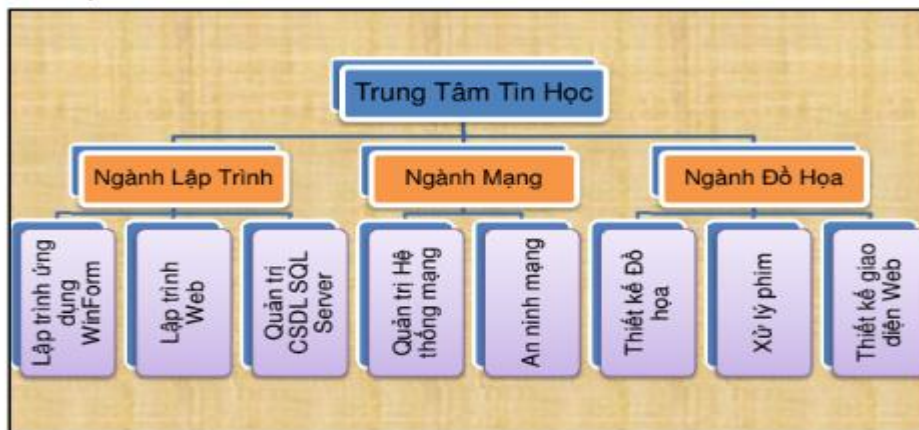 Trung Tâm Tin Học
Ngành Lập Trình
Ngành Mạng
Ngành Đồ Họa
Lập trình ứng
dụng
WinForm
Lập trình
Web
Quản trị
CSDL SQL
Server
Quản trị Hệ
thống mạng
An ninh mạng
Thiết kế Đồ
họa
Xử lý phim
Thiết kế giao
diện Web